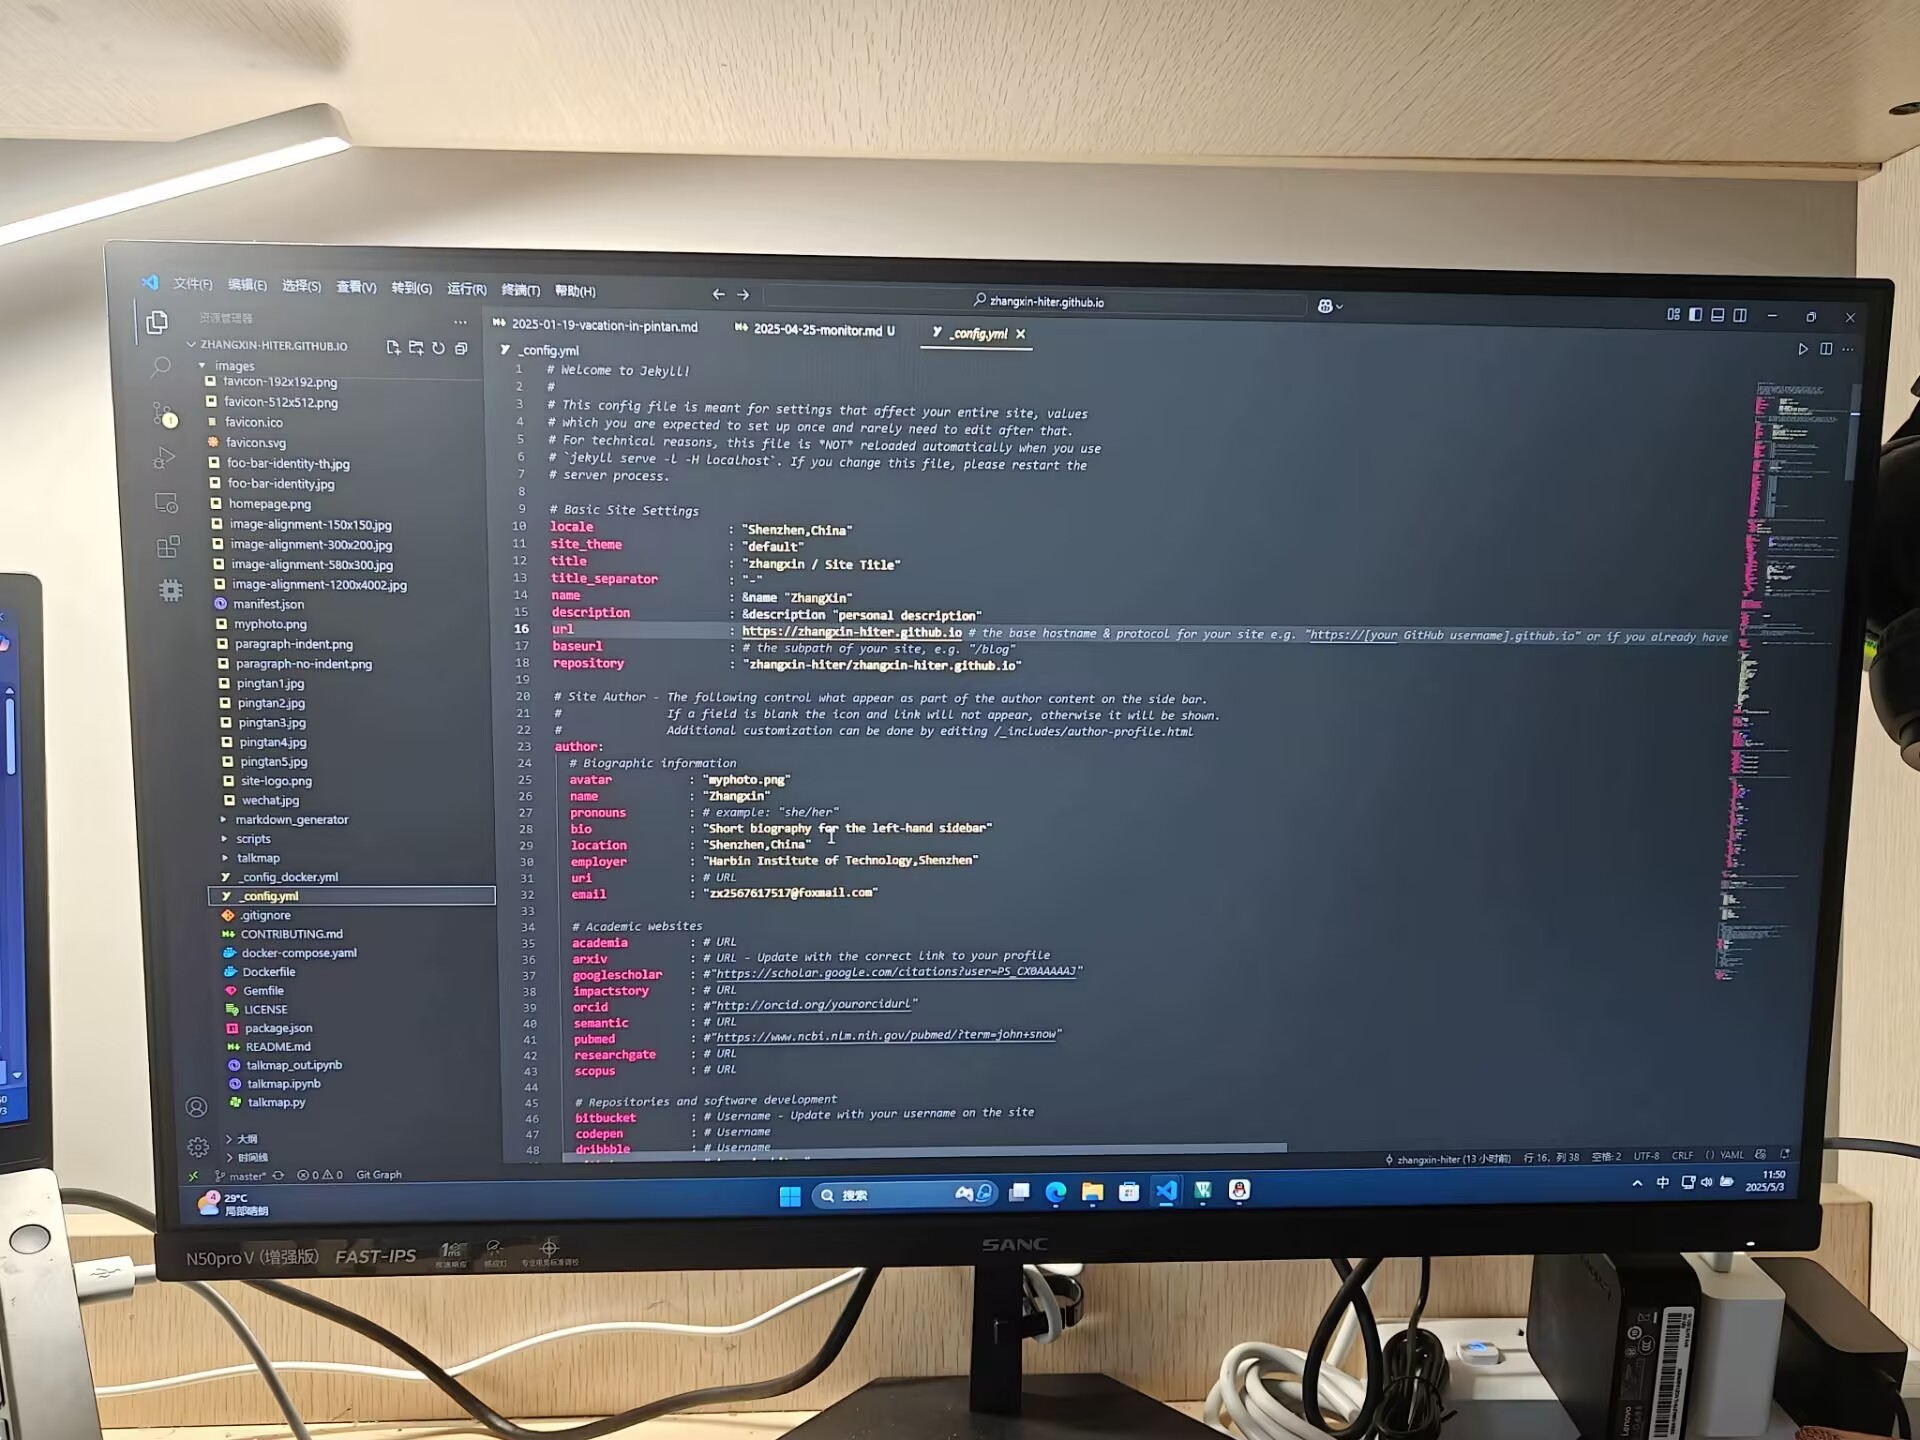 文件(F) 编辑(E) 选择(S) 查看(V) 转到(G) 运行(R) 终端(T) 帮助(H)
zhangxin-hiter.github.io
资源管理器
ZHANGXIN-HITER.GITHUB.IO
images
favicon-192x192.png
favicon-512x512.png
favicon.ico
favicon.svg
foo-bar-identity-th.jpg
foo-bar-identity.jpg
homepage.png
image-alignment-150x150.jpg
image-alignment-300x200.jpg
image-alignment-580x300.jpg
image-alignment-1200x4002.jpg
manifest.json
myphoto.png
paragraph-indent.png
paragraph-no-indent.png
pingtan1.jpg
pingtan2.jpg
pingtan3.jpg
pingtan4.jpg
pingtan5.jpg
site-logo.png
wechat.jpg
markdown_generator
scripts
talkmap
_config_docker.yml
_config.yml
.gitignore
CONTRIBUTING.md
docker-compose.yaml
Dockerfile
Gemfile
LICENSE
package.json
README.md
talkmap_out.ipynb
talkmap.ipynb
talkmap.py
大纲
时间线
2025-01-19-vacation-in-pintan.md 2025-04-25-monitor.md U _config.yml
_config.yml
1 # Welcome to Jekyll!
2 #
3 # This config file is meant for settings that affect your entire site, values
4 # which you are expected to set up once and rarely need to edit after that.
5 # For technical reasons, this file is *NOT* reloaded automatically when you use
6 # `jekyll serve -l -H localhost`. If you change this file, please restart the
7 # server process.
8
9 # Basic Site Settings
10 locale : "Shenzhen,China"
11 site_theme : "default"
12 title : "zhangxin / Site Title"
13 title_separator : "-"
14 name : &name "ZhangXin"
15 description : &description "personal description"
16 url : https://zhangxin-hiter.github.io # the base hostname & protocol for your site e.g. "https://[your GitHub username].github.io" or if you already have
17 baseurl : # the subpath of your site, e.g. "/blog"
18 repository : "zhangxin-hiter/zhangxin-hiter.github.io"
19
20 # Site Author - The following control what appear as part of the author content on the side bar.
21 # If a field is blank the icon and link will not appear, otherwise it will be shown.
22 # Additional customization can be done by editing /_includes/author-profile.html
23 author:
24 # Biographic information
25 avatar : "myphoto.png"
26 name : "Zhangxin"
27 pronouns : # example: "she/her"
28 bio : "Short biography for the left-hand sidebar"
29 location : "Shenzhen,China"
30 employer : "Harbin Institute of Technology,Shenzhen"
31 uri : # URL
32 email : "zx2567617517@foxmail.com"
33
34 # Academic websites
35 academia : # URL
36 arxiv : # URL - Update with the correct link to your profile
37 googlescholar : #"https://scholar.google.com/citations?user=PS_CX0AAAAAJ"
38 impactstory : # URL
39 orcid : #"http://orcid.org/yourorcidurl"
40 semantic : # URL
41 pubmed : #"https://www.ncbi.nlm.nih.gov/pubmed/?term=john+snow"
42 researchgate : # URL
43 scopus : # URL
44
45 # Repositories and software development
46 bitbucket : # Username - Update with your username on the site
47 codepen : # Username
48 dribbble : # Username
master* 0 0 Git Graph
zhangxin-hiter (13 小时前) 行 16, 列 38 空格: 2 UTF-8 CRLF () YAML
4 29°C
局部晴朗
搜索
中
11:50
2025/5/3
N50pro V (增强版) FAST-IPS 1ms
SANC
Lenovo